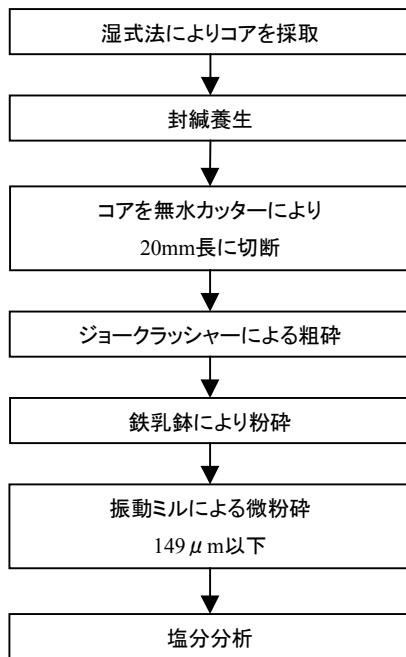 湿式法によりコアを採取
封緘養生
コアを無水カッターにより
20mm長に切断
ジョークラッシャーによる粗砕
鉄乳鉢により粉砕
振動ミルによる微粉砕
149μm以下
塩分分析